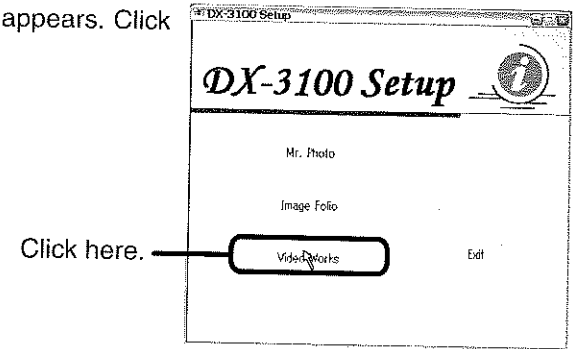 appears. Click
DX-3100 Setup
DX-3100 Setup
Mr. Photo
Image Folio
Click here.
Video Works
Exit